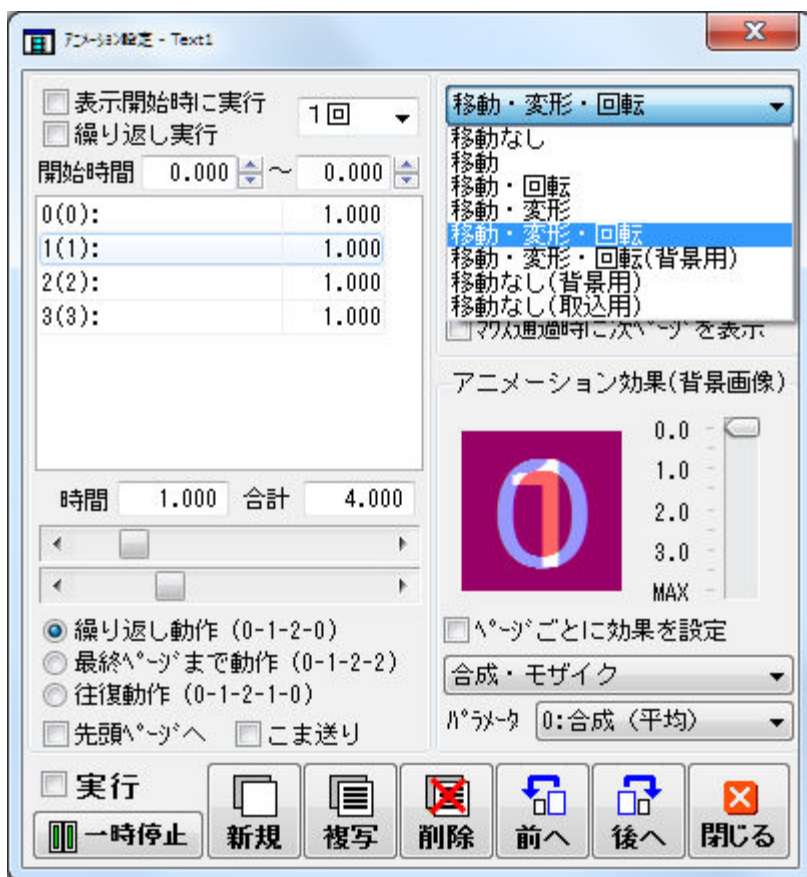 アニメーション設定 - Text1
表示開始時に実行
1回
繰り返し実行
開始時間 0.000 ～ 0.000
0(0): 1.000
1(1): 1.000
2(2): 1.000
3(3): 1.000
時間 1.000 合計 4.000
繰り返し動作 (0-1-2-0)
最終ページまで動作 (0-1-2-2)
往復動作 (0-1-2-1-0)
先頭ページへ こま送り
移動・変形・回転
移動なし
移動
移動・回転
移動・変形
移動・変形・回転
移動・変形・回転(背景用)
移動なし(背景用)
移動なし(取込用)
マウス通過時に次ページを表示
アニメーション効果(背景画像)
01
0.0
1.0
2.0
3.0
MAX
ページごとに効果を設定
合成・モザイク
パラメータ 0:合成 (平均)
実行
一時停止
新規
複写
削除
前へ
後へ
閉じる